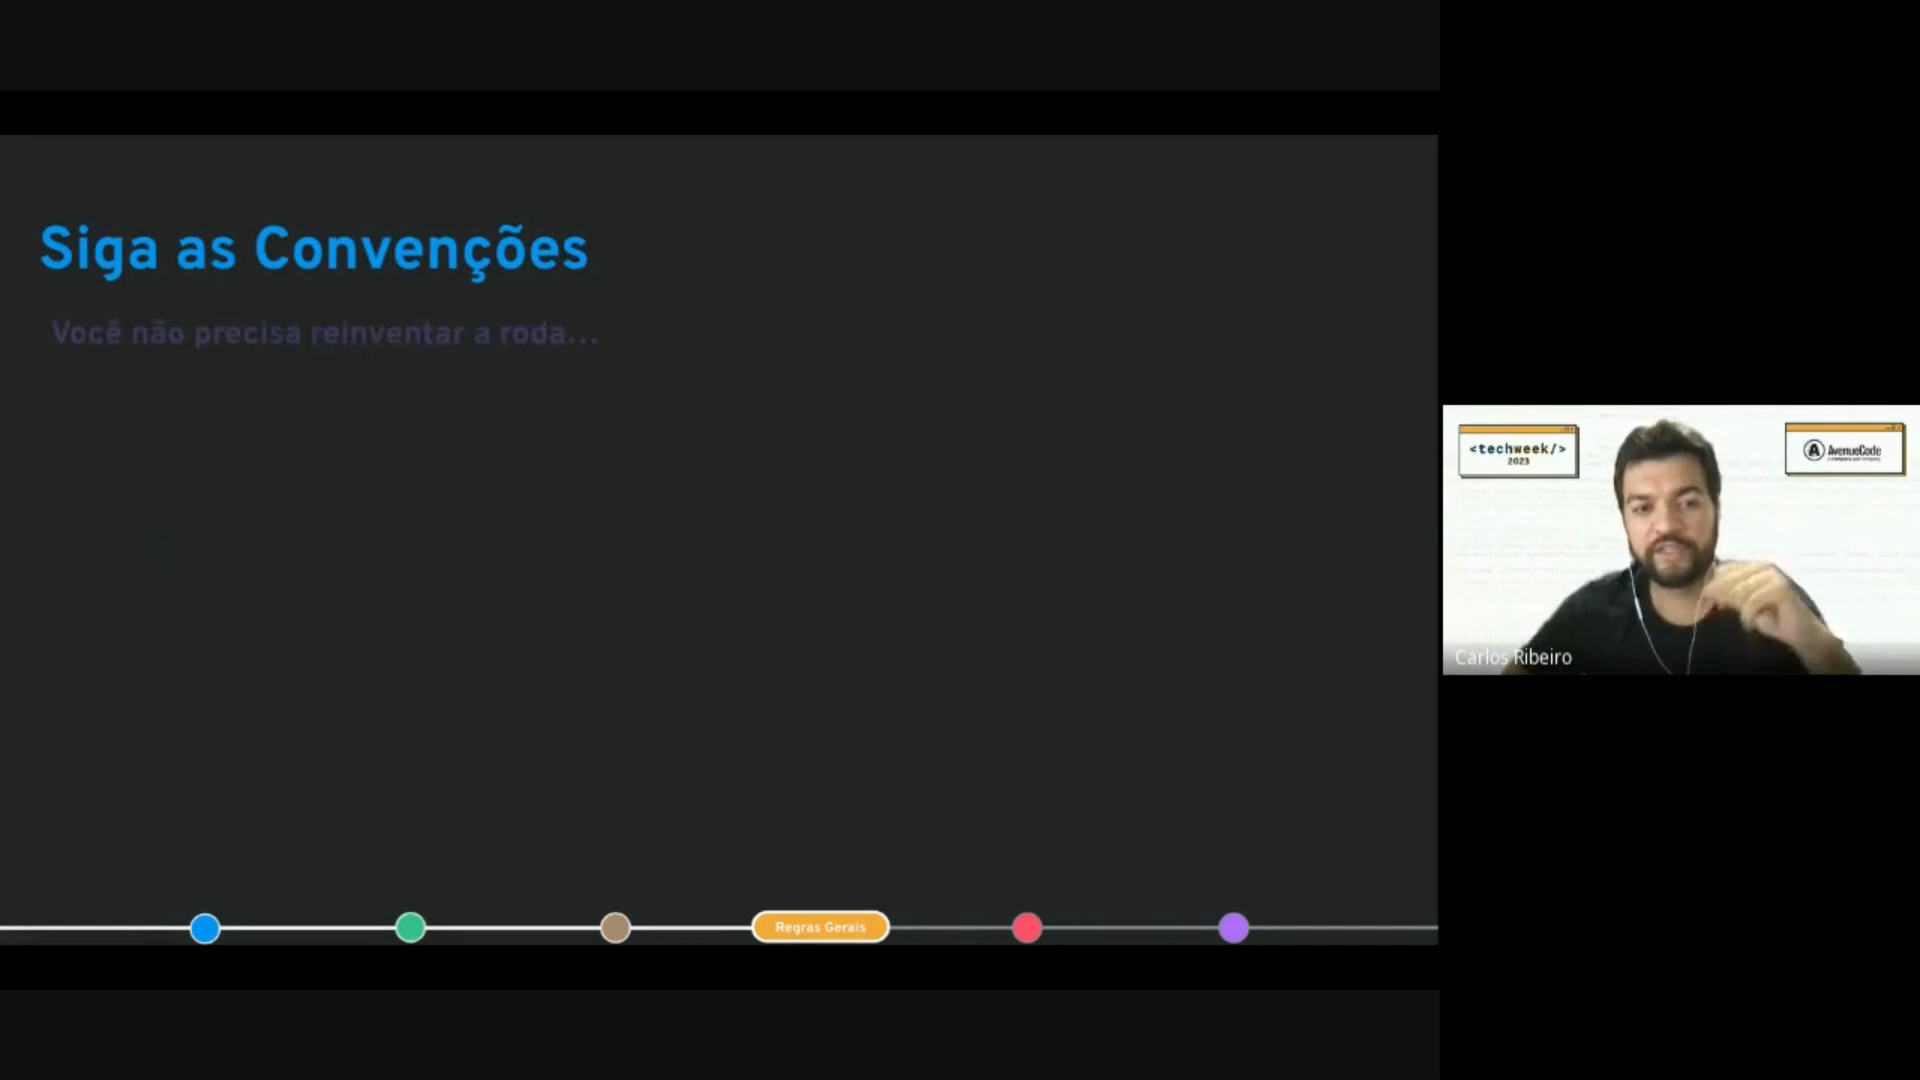 Siga as Convenções
Você não precisa reinventar a roda...
Regras Gerais
<techweek/>
2023
AvenueCode
Carlos Ribeiro